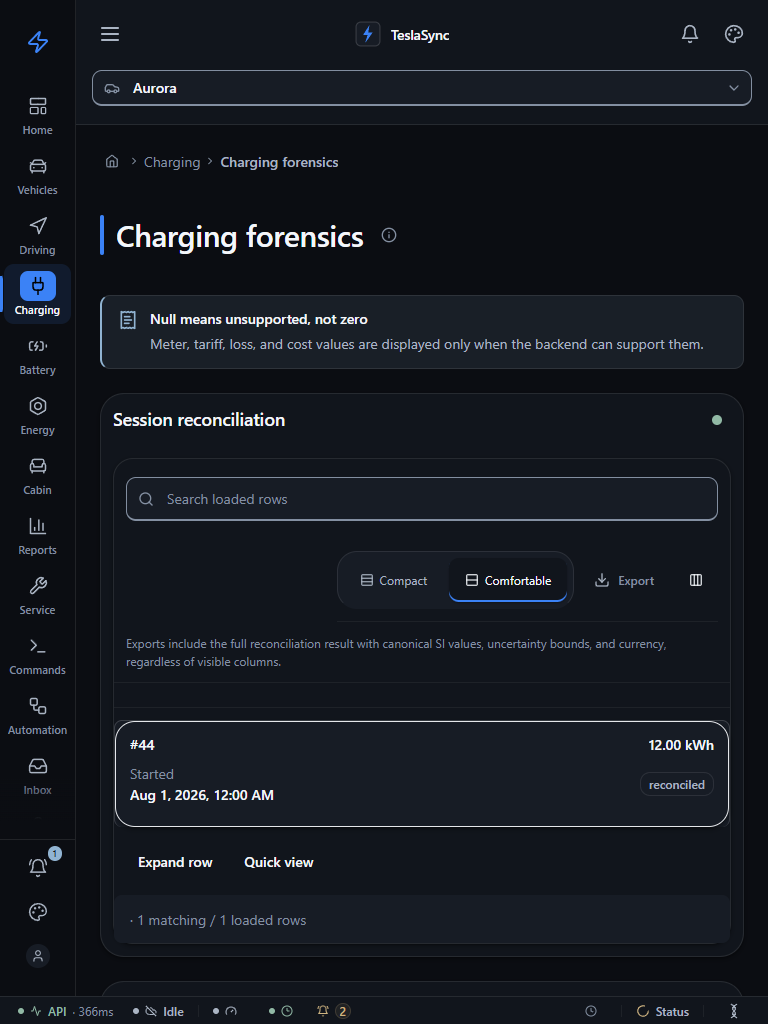 TeslaSync
Aurora
Home
Vehicles
Driving
Charging
Battery
Energy
Cabin
Reports
Service
Commands
Automation
Inbox
1
Charging
Charging forensics
Charging forensics
Null means unsupported, not zero
Meter, tariff, loss, and cost values are displayed only when the backend can support them.
Session reconciliation
Search loaded rows
Compact
Comfortable
Export
Exports include the full reconciliation result with canonical SI values, uncertainty bounds, and currency,
regardless of visible columns.
#44
12.00 kWh
Started
Aug 1, 2026, 12:00 AM
reconciled
Expand row
Quick view
· 1 matching / 1 loaded rows
API · 366ms
Idle
2
Status